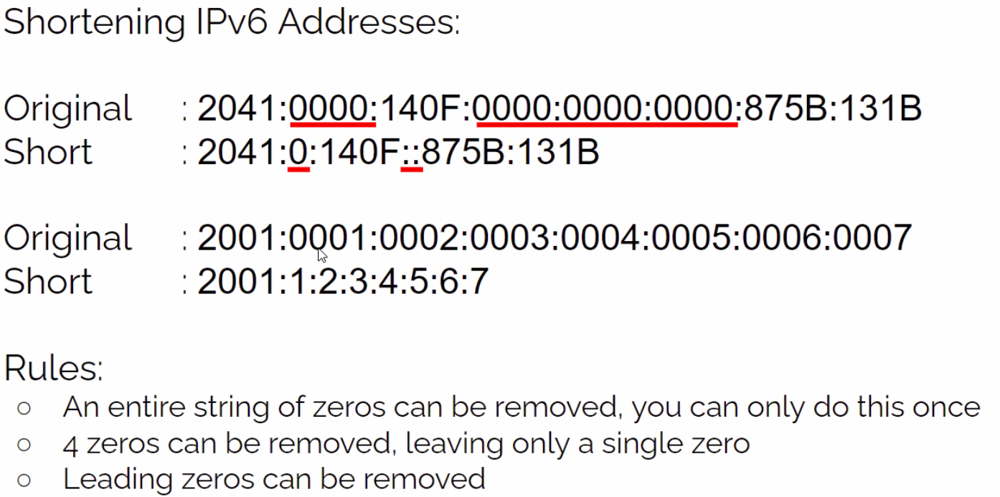 Shortening IPv6 Addresses:
Original : 2041:0000:140F:0000:0000:0000:875B:131B
Short : 2041:0:140F::875B:131B
Original : 2001:0001:0002:0003:0004:0005:0006:0007
Short : 2001:1:2:3:4:5:6:7
Rules:
○ An entire string of zeros can be removed, you can only do this once
○ 4 zeros can be removed, leaving only a single zero
○ Leading zeros can be removed